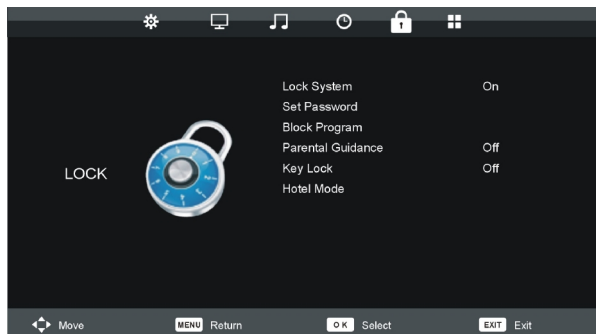 LOCK
Lock System On
Set Password
Block Program
Parental Guidance Off
Key Lock Off
Hotel Mode
Move MENU Return OK Select EXIT Exit